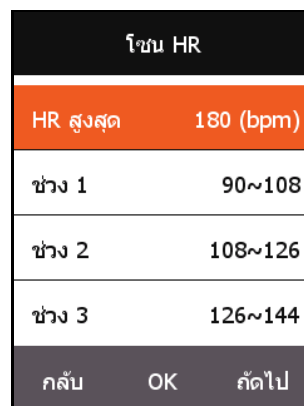 โซน HR
HR สูงสุด 180 (bpm)
ช่วง 1 90~108
ช่วง 2 108~126
ช่วง 3 126~144
กลับ OK ถัดไป